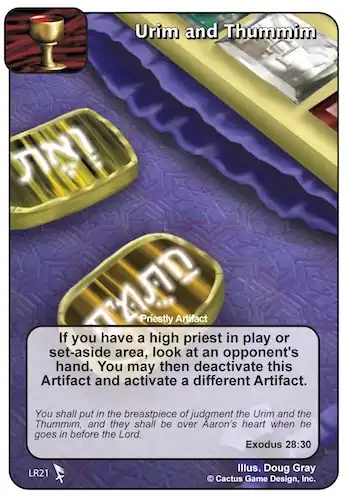 Urim and Thummim
וְאֶת
Priestly Artifact
If you have a high priest in play or
set-aside area, look at an opponent's
hand. You may then deactivate this
Artifact and activate a different Artifact.
You shall put in the breastpiece of judgment the Urim and the
Thummim, and they shall be over Aaron's heart when he
goes in before the Lord.
Exodus 28:30
LR21
Illus. Doug Gray
© Cactus Game Design, Inc.